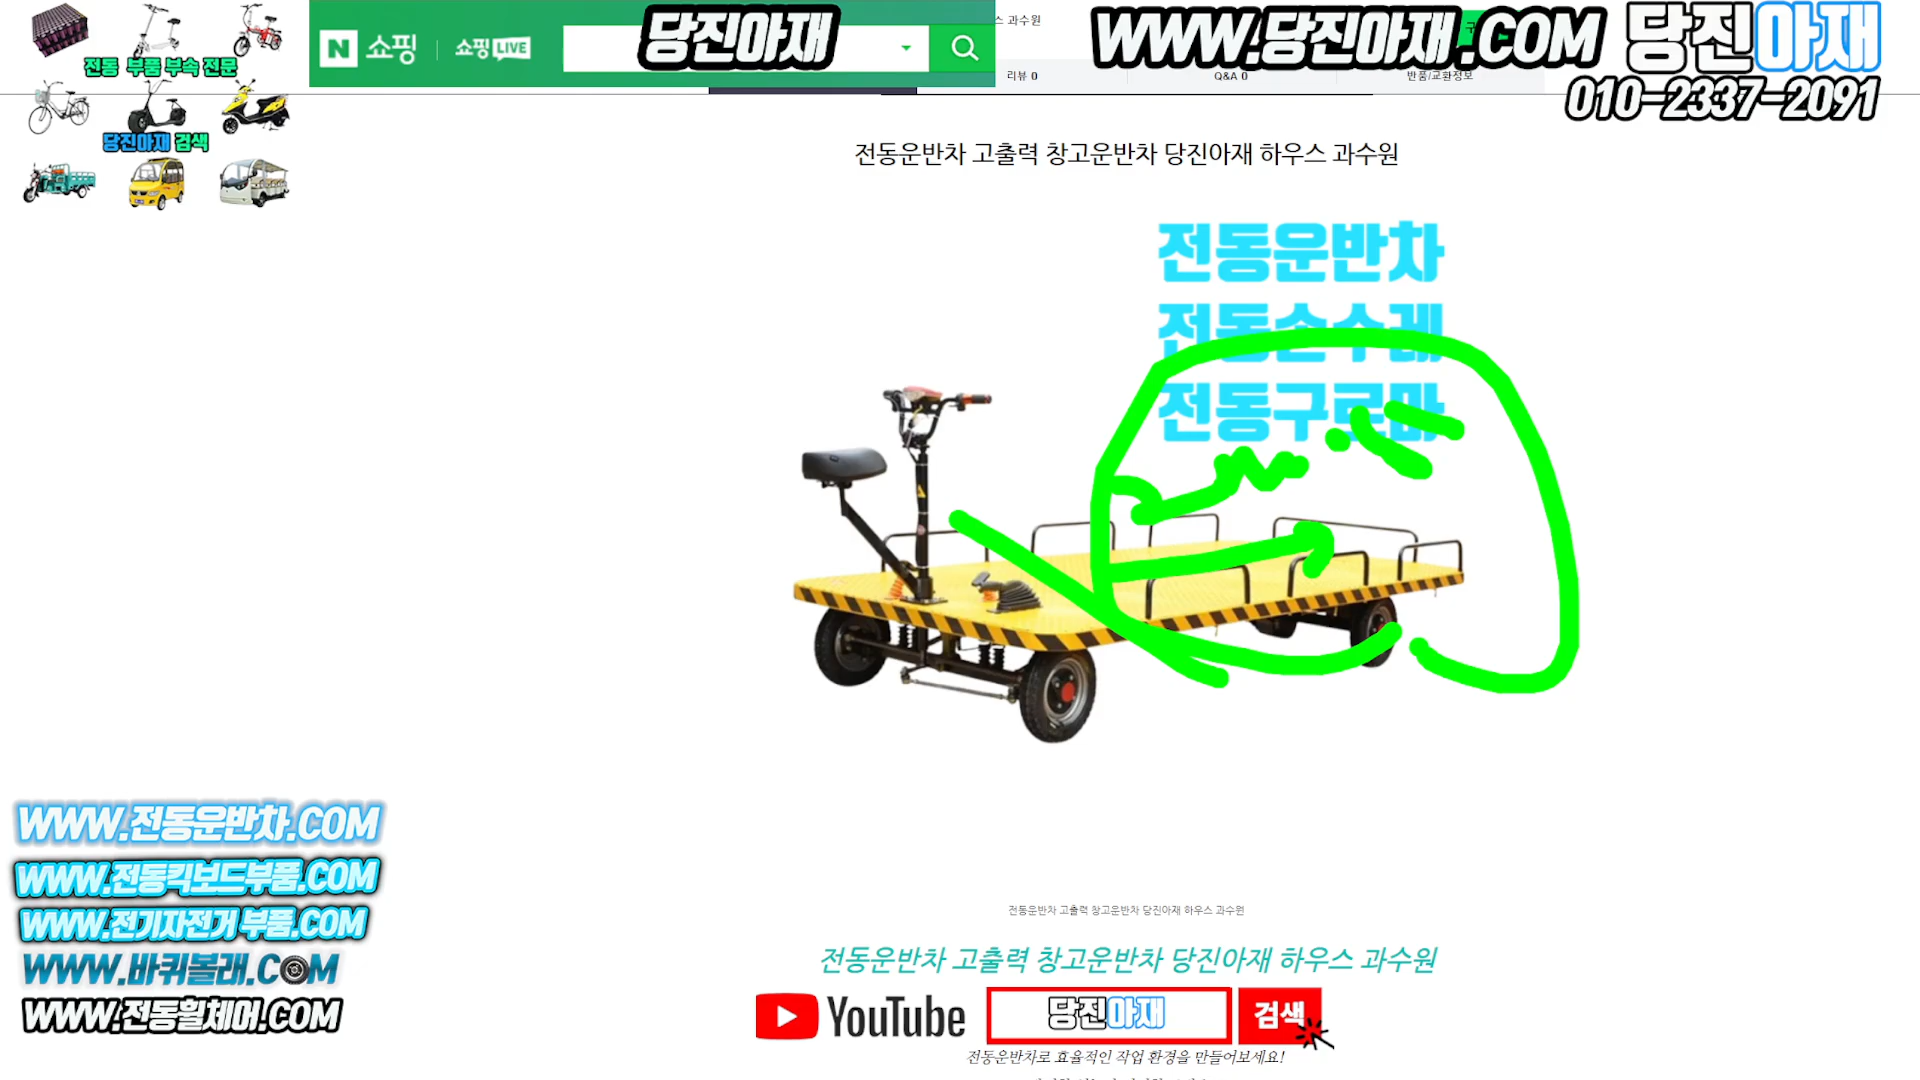 전동 부품 부속 전문
당진아재 검색
N 쇼핑 쇼핑LIVE
당진아재
스 과수원
리뷰 0
Q&A 0
반품/교환정보
WWW.당진아재.COM
당진아재
010-2337-2091
전동운반차 고출력 창고운반차 당진아재 하우스 과수원
전동운반차
전동손수레
전동구로마
WWW.전동운반차.COM
WWW.전동킥보드부품.COM
WWW.전기자전거 부품.COM
WWW.바퀴볼래.COM
WWW.전동휠체어.COM
전동운반차 고출력 창고운반차 당진아재 하우스 과수원
전동운반차 고출력 창고운반차 당진아재 하우스 과수원
YouTube 당진아재 검색
전동운반차로 효율적인 작업 환경을 만들어보세요!